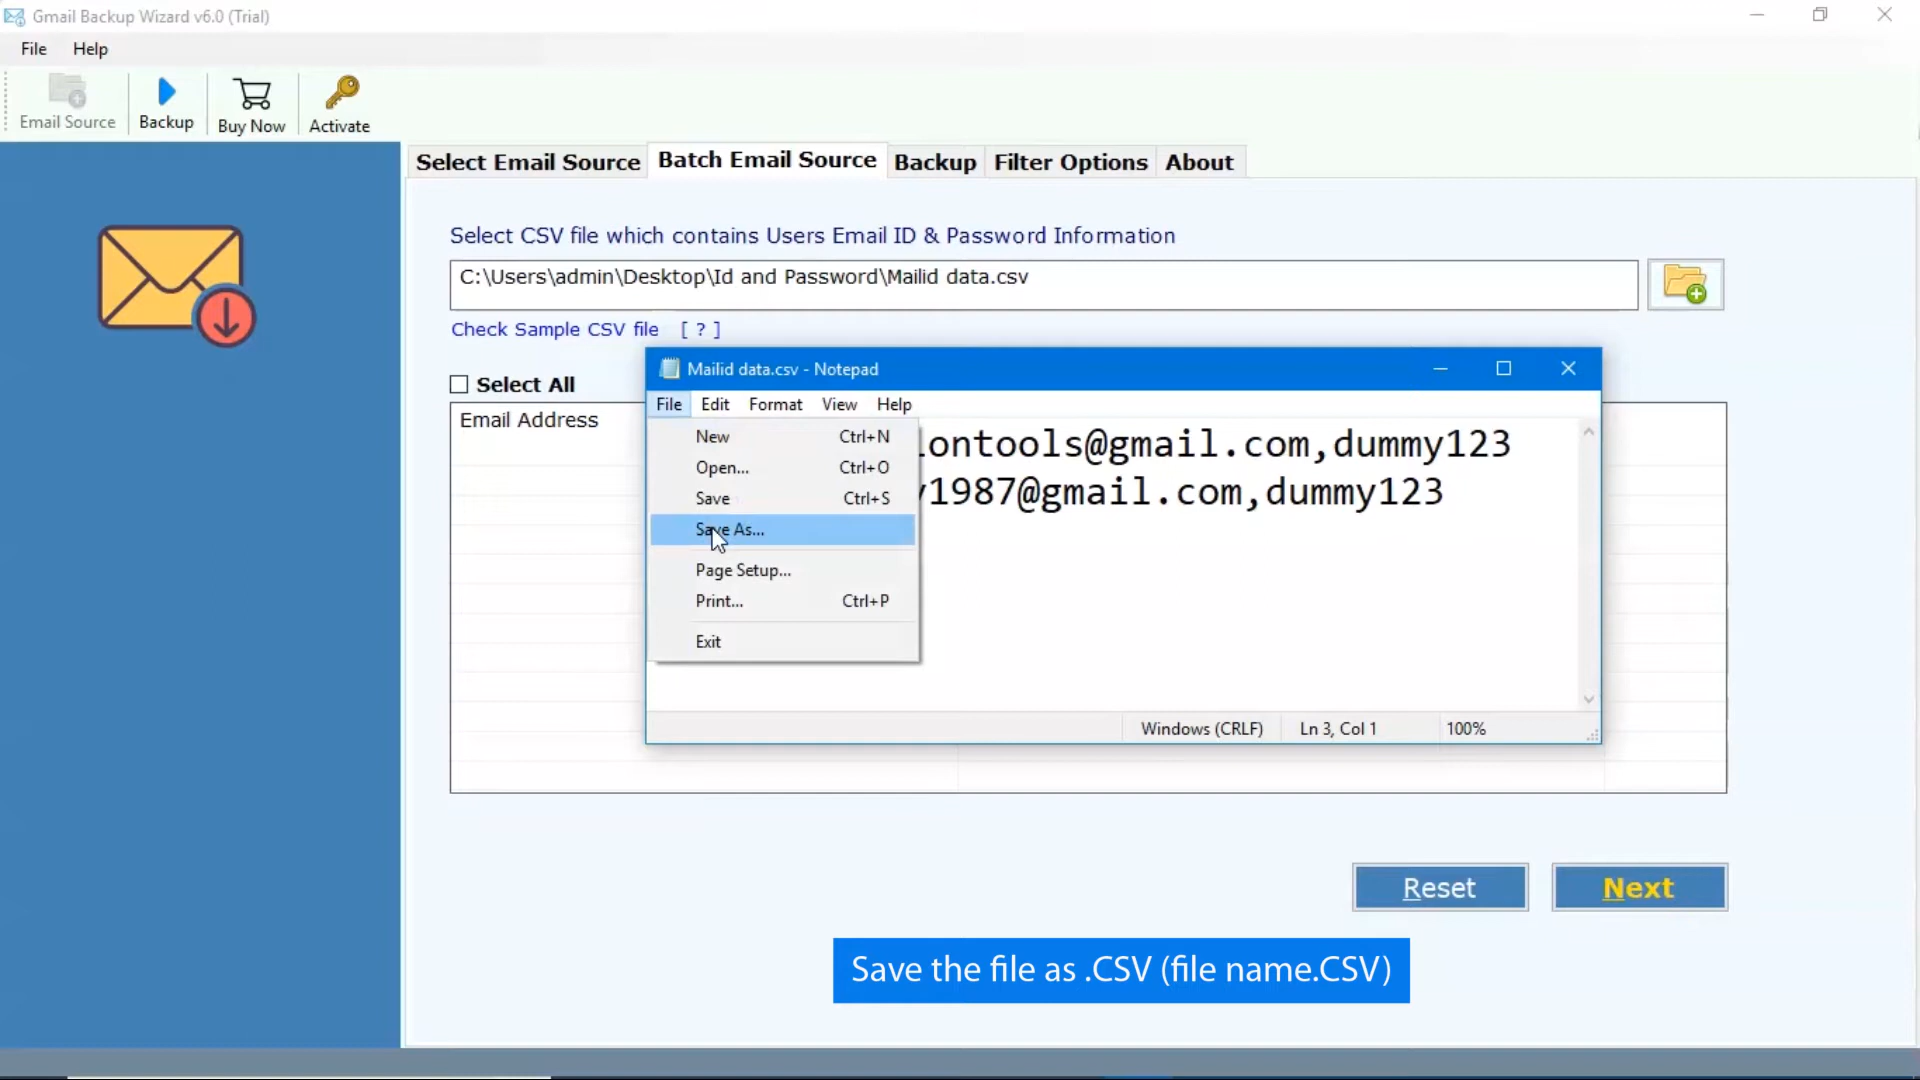 Gmail Backup Wizard v6.0 (Trial)
File Help
Email Source Backup Buy Now Activate
Select Email Source Batch Email Source Backup Filter Options About
Select CSV file which contains Users Email ID & Password Information
C:\Users\admin\Desktop\Id and Password\Mailid data.csv
Check Sample CSV file [ ? ]
Select All
Email Address
Mailid data.csv - Notepad
File Edit Format View Help
New Ctrl+N
Open... Ctrl+O
Save Ctrl+S
Save As...
Page Setup...
Print... Ctrl+P
Exit
iontools@gmail.com,dummy123
y1987@gmail.com,dummy123
Windows (CRLF) Ln 3, Col 1 100%
Reset Next
Save the file as .CSV (file name.CSV)